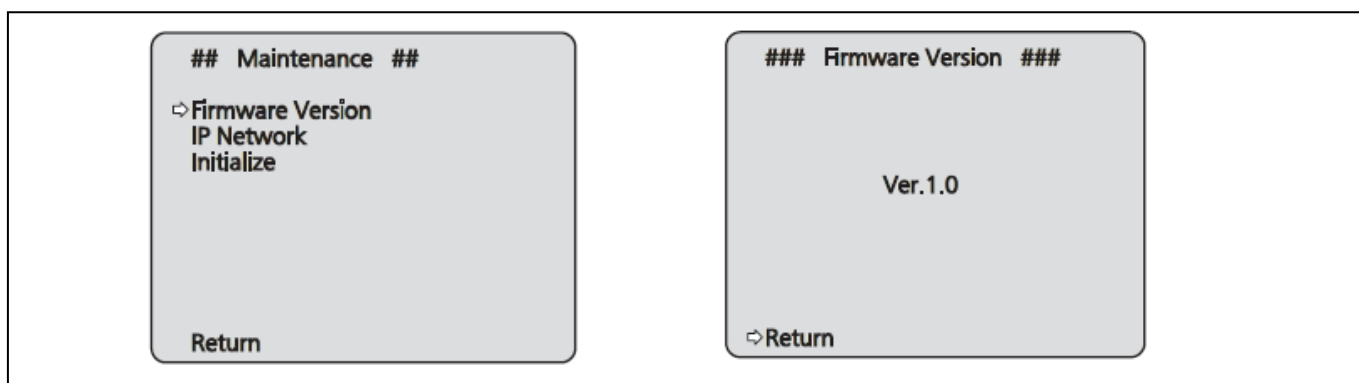 ## Maintenance ##
⇨Firmware Version
IP Network
Initialize
Return
### Firmware Version ###
Ver.1.0
⇨Return